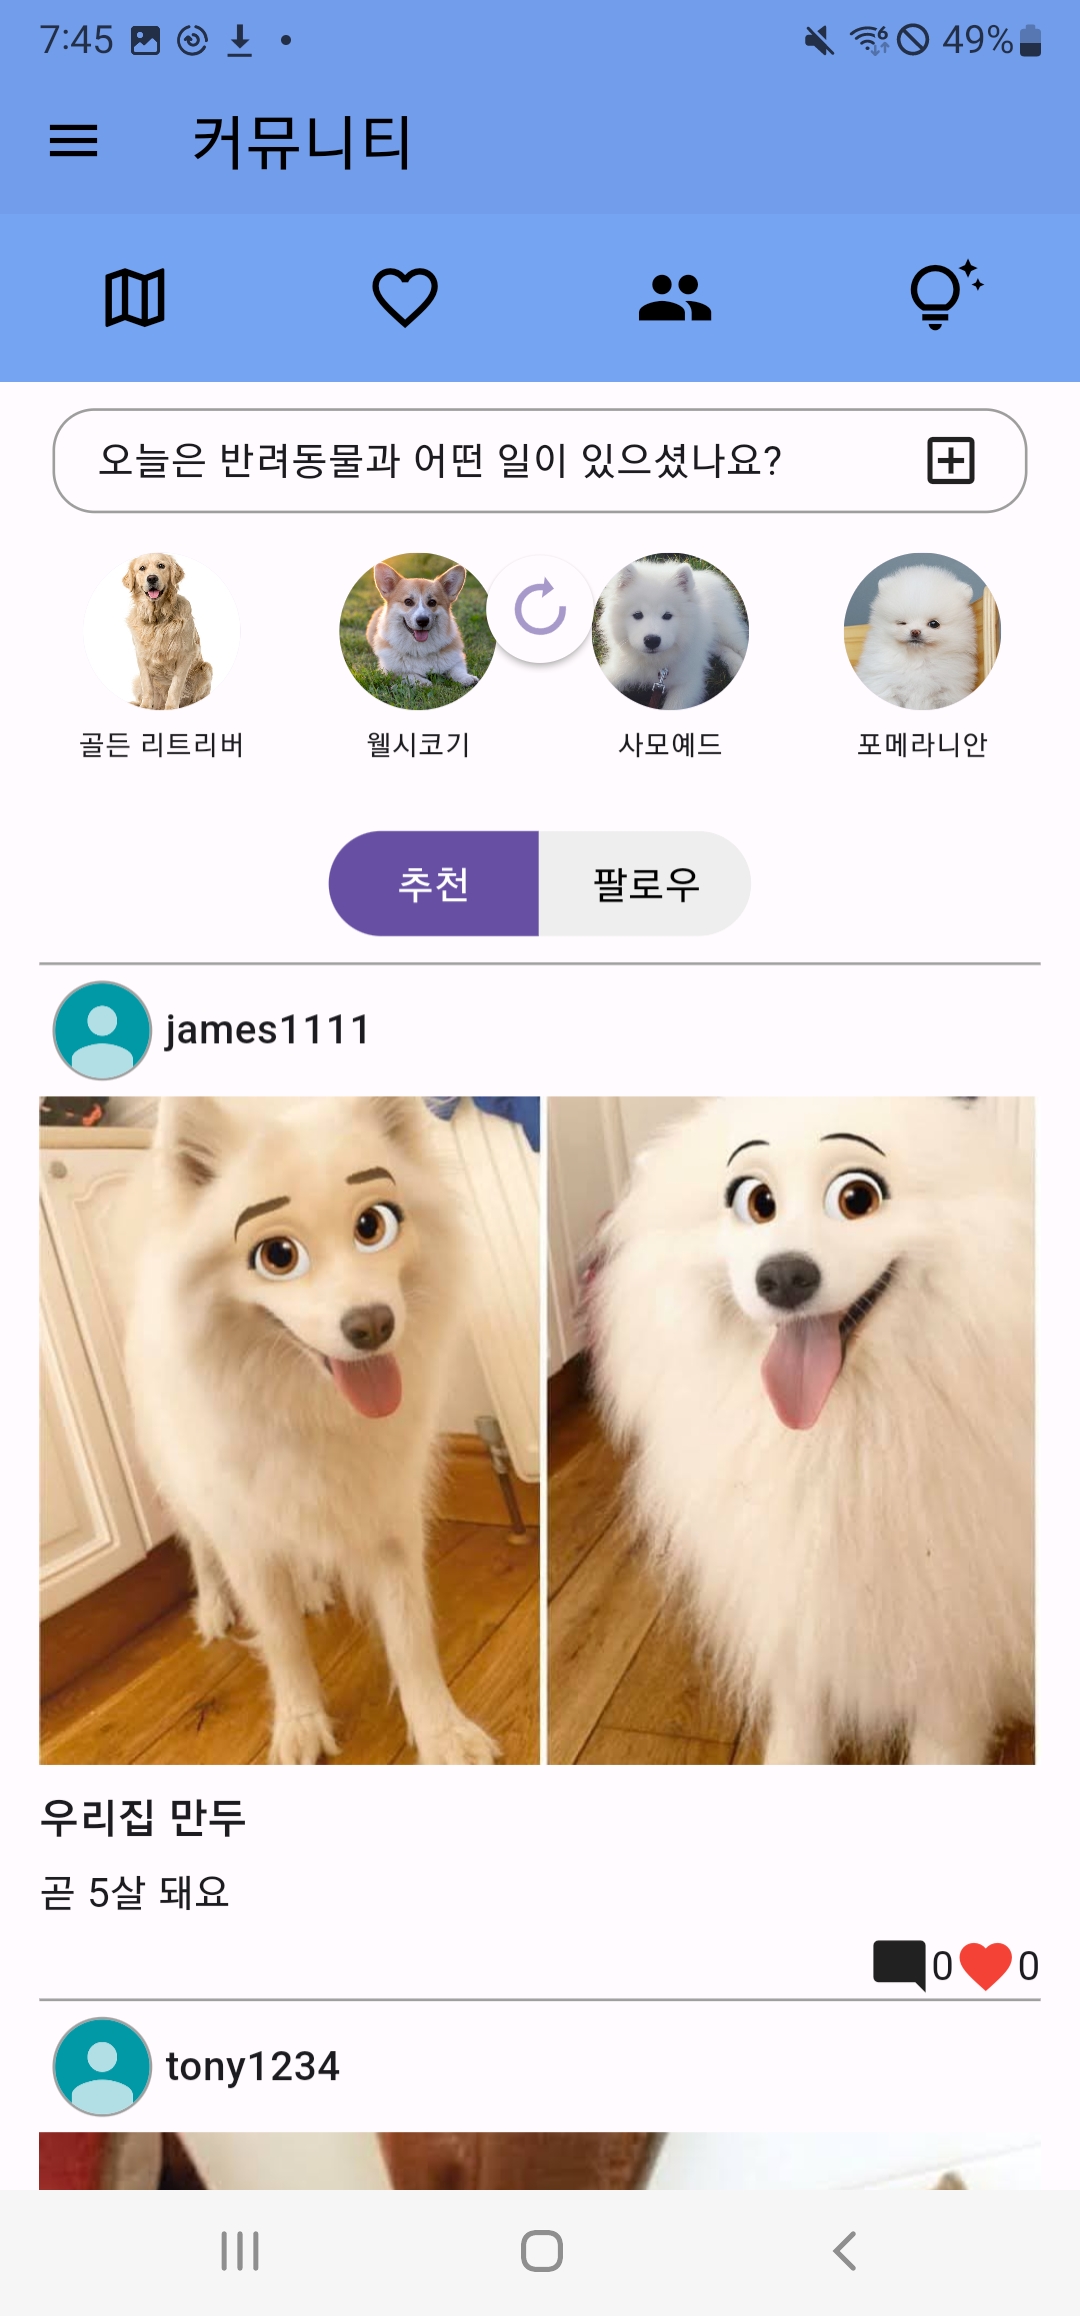 7:45
49%
커뮤니티
오늘은 반려동물과 어떤 일이 있으셨나요?
골든 리트리버
웰시코기
사모예드
포메라니안
추천
팔로우
james1111
우리집 만두
곧 5살 돼요
0
0
tony1234